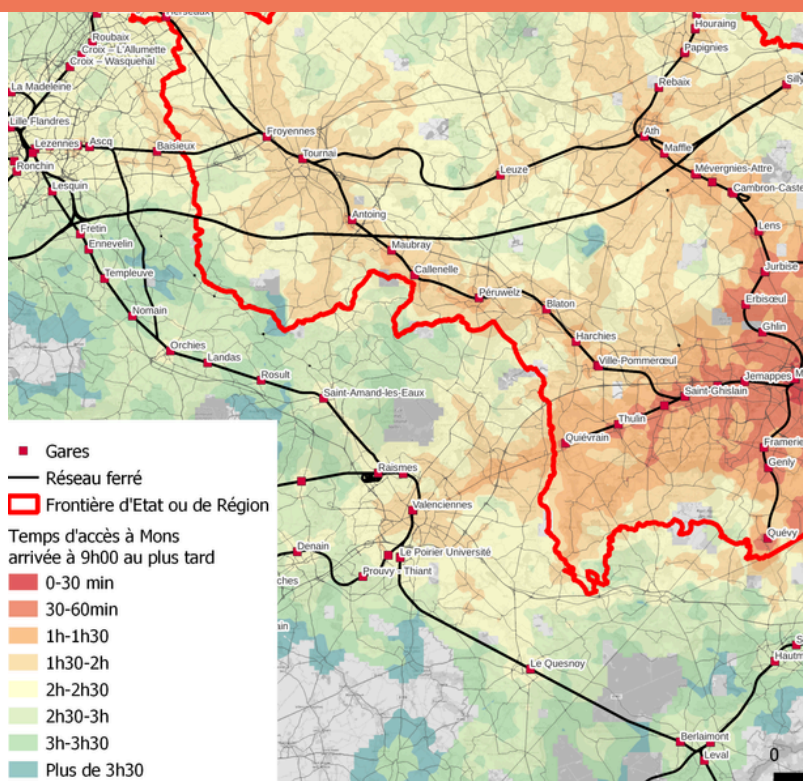 Herseaux
Houraing
Roubaix
Croix – L'Allumette
Croix – Wasquehal
Papignies
La Madeleine
Rebaix
Silly
Lille Flandres
Froyennes
Ath
Lezennes
Ascq
Baisieux
Tournai
Maffle
Ronchin
Leuze
Mévergnies-Attre
Lesquin
Cambron-Caste
Antoing
Fretin
Lens
Ennevelin
Maubray
Templeuve
Callenelle
Jurbise
Péruwelz
Erbisœul
Nomain
Blaton
Ghlin
Orchies
Harchies
Landas
Ville-Pommerœul
Rosult
Jemappes
M
Saint-Amand-les-Eaux
Saint-Ghislain
Thulin
Quiévrain
Framerie
Genly
Raismes
Valenciennes
Quévy
Denain
Le Poirier Université
Prouvy - Thiant
ches
ain
Le Quesnoy
S
Hautm
Berlaimont
Leval
0
Gares
Réseau ferré
Frontière d'Etat ou de Région
Temps d'accès à Mons
arrivée à 9h00 au plus tard
0-30 min
30-60min
1h-1h30
1h30-2h
2h-2h30
2h30-3h
3h-3h30
Plus de 3h30